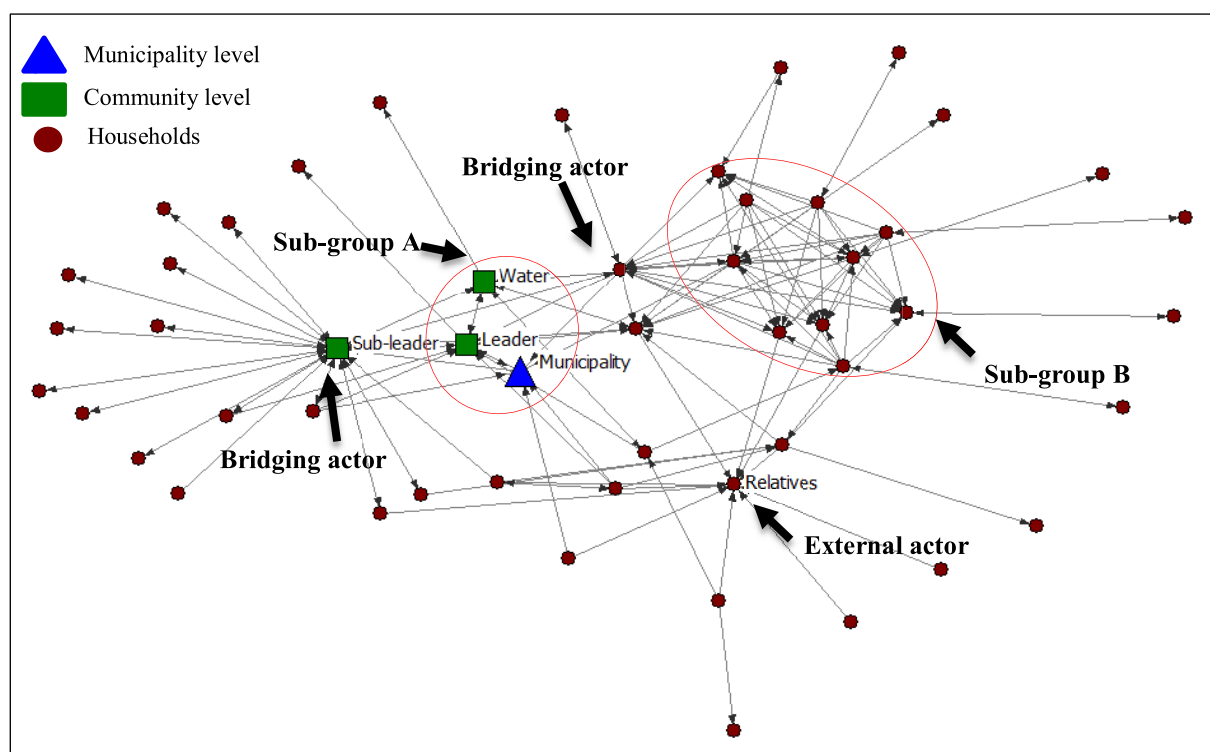 Municipality level
Community level
Households
Bridging actor
Sub-group A
Water
Sub-leader
Leader
Municipality
Sub-group B
Bridging actor
Relatives
External actor